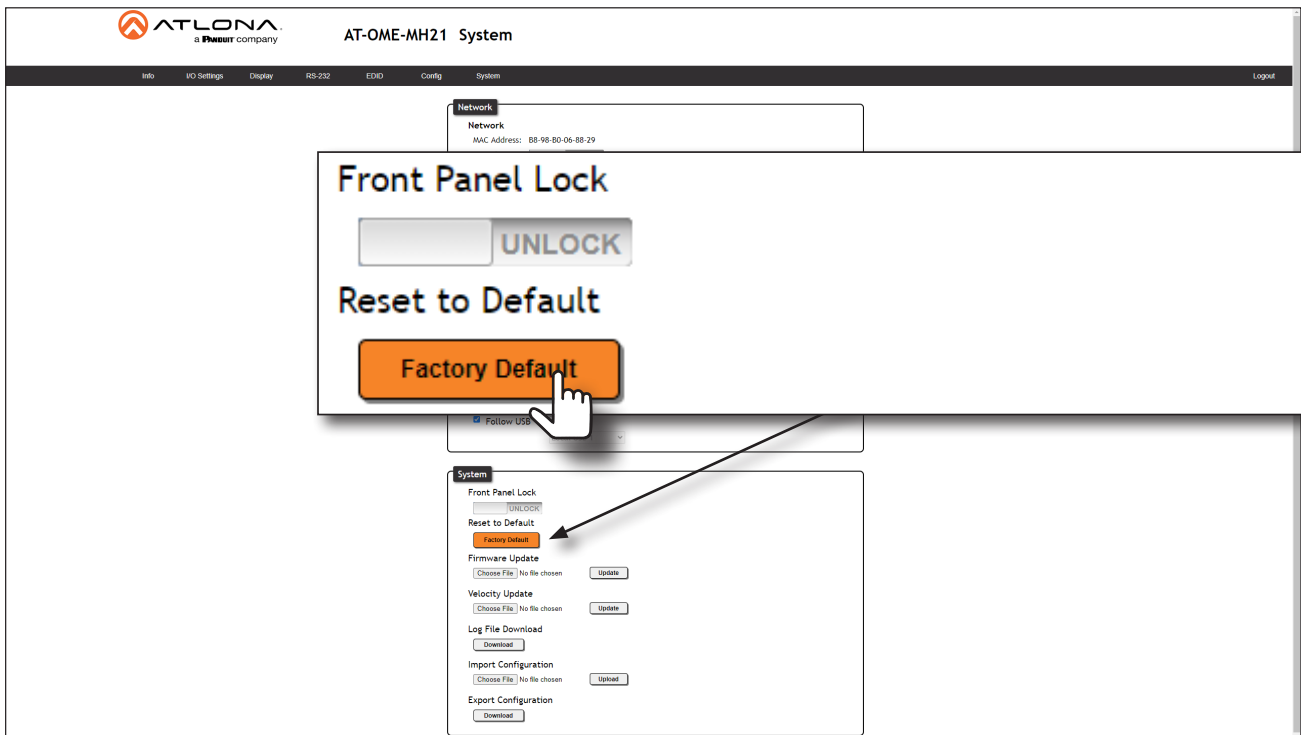 ATLONA.
a PANDUIT company
AT-OME-MH21 System
Info I/O Settings Display RS-232 EDID Config System Logout
Network
Network
MAC Address: B8-98-B0-06-88-29
Front Panel Lock
UNLOCK
Reset to Default
Factory Default
Follow USB
System
Front Panel Lock
UNLOCK
Reset to Default
Factory Default
Firmware Update
Choose File No file chosen Update
Velocity Update
Choose File No file chosen Update
Log File Download
Download
Import Configuration
Choose File No file chosen Upload
Export Configuration
Download